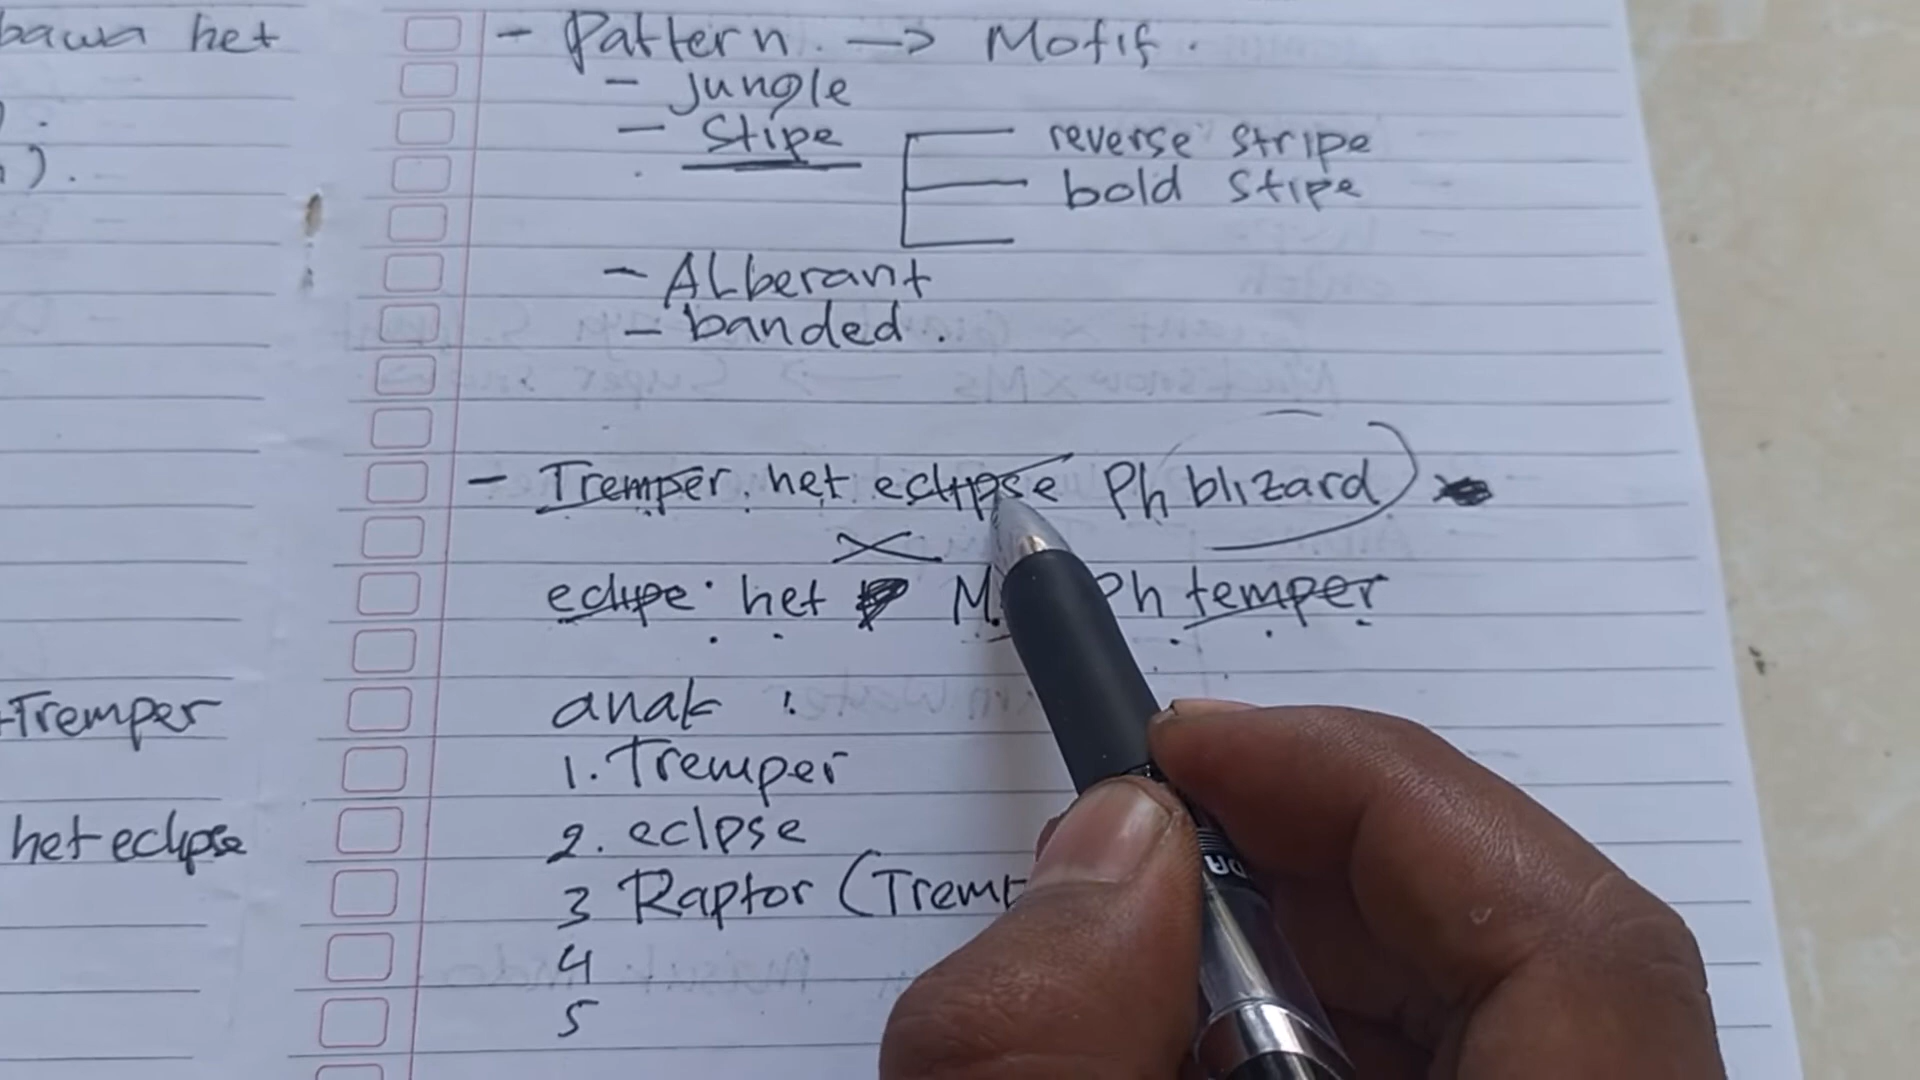 bawa het
).
Tremper
het eclipse
- Pattern. -> Motif.
- jungle
- Stipe
reverse stripe
bold stipe
- ALberant
- banded.
- Tremper. het eclipse Ph blizard)
X
eclipe. het M. Ph temper
anak :
1. Tremper
2. eclpse
3 Raptor (Tremp
4
5